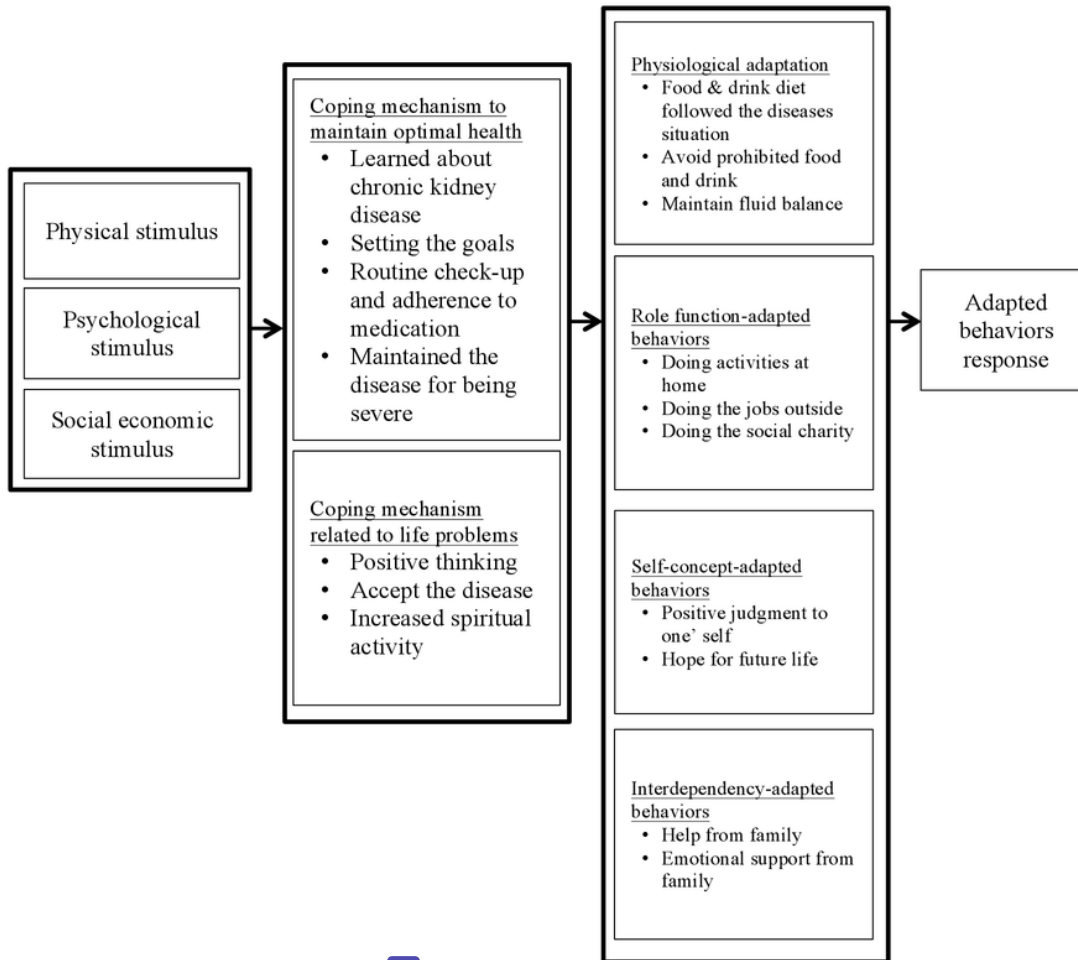 Physical stimulus
Psychological
stimulus
Social economic
stimulus
Coping mechanism to
maintain optimal health
• Learned about
chronic kidney
disease
• Setting the goals
• Routine check-up
and adherence to
medication
• Maintained the
disease for being
severe
Coping mechanism
related to life problems
• Positive thinking
• Accept the disease
• Increased spiritual
activity
Physiological adaptation
• Food & drink diet
followed the diseases
situation
• Avoid prohibited food
and drink
• Maintain fluid balance
Role function-adapted
behaviors
• Doing activities at
home
• Doing the jobs outside
• Doing the social charity
Self-concept-adapted
behaviors
• Positive judgment to
one’ self
• Hope for future life
Interdependency-adapted
behaviors
• Help from family
• Emotional support from
family
Adapted
behaviors
response